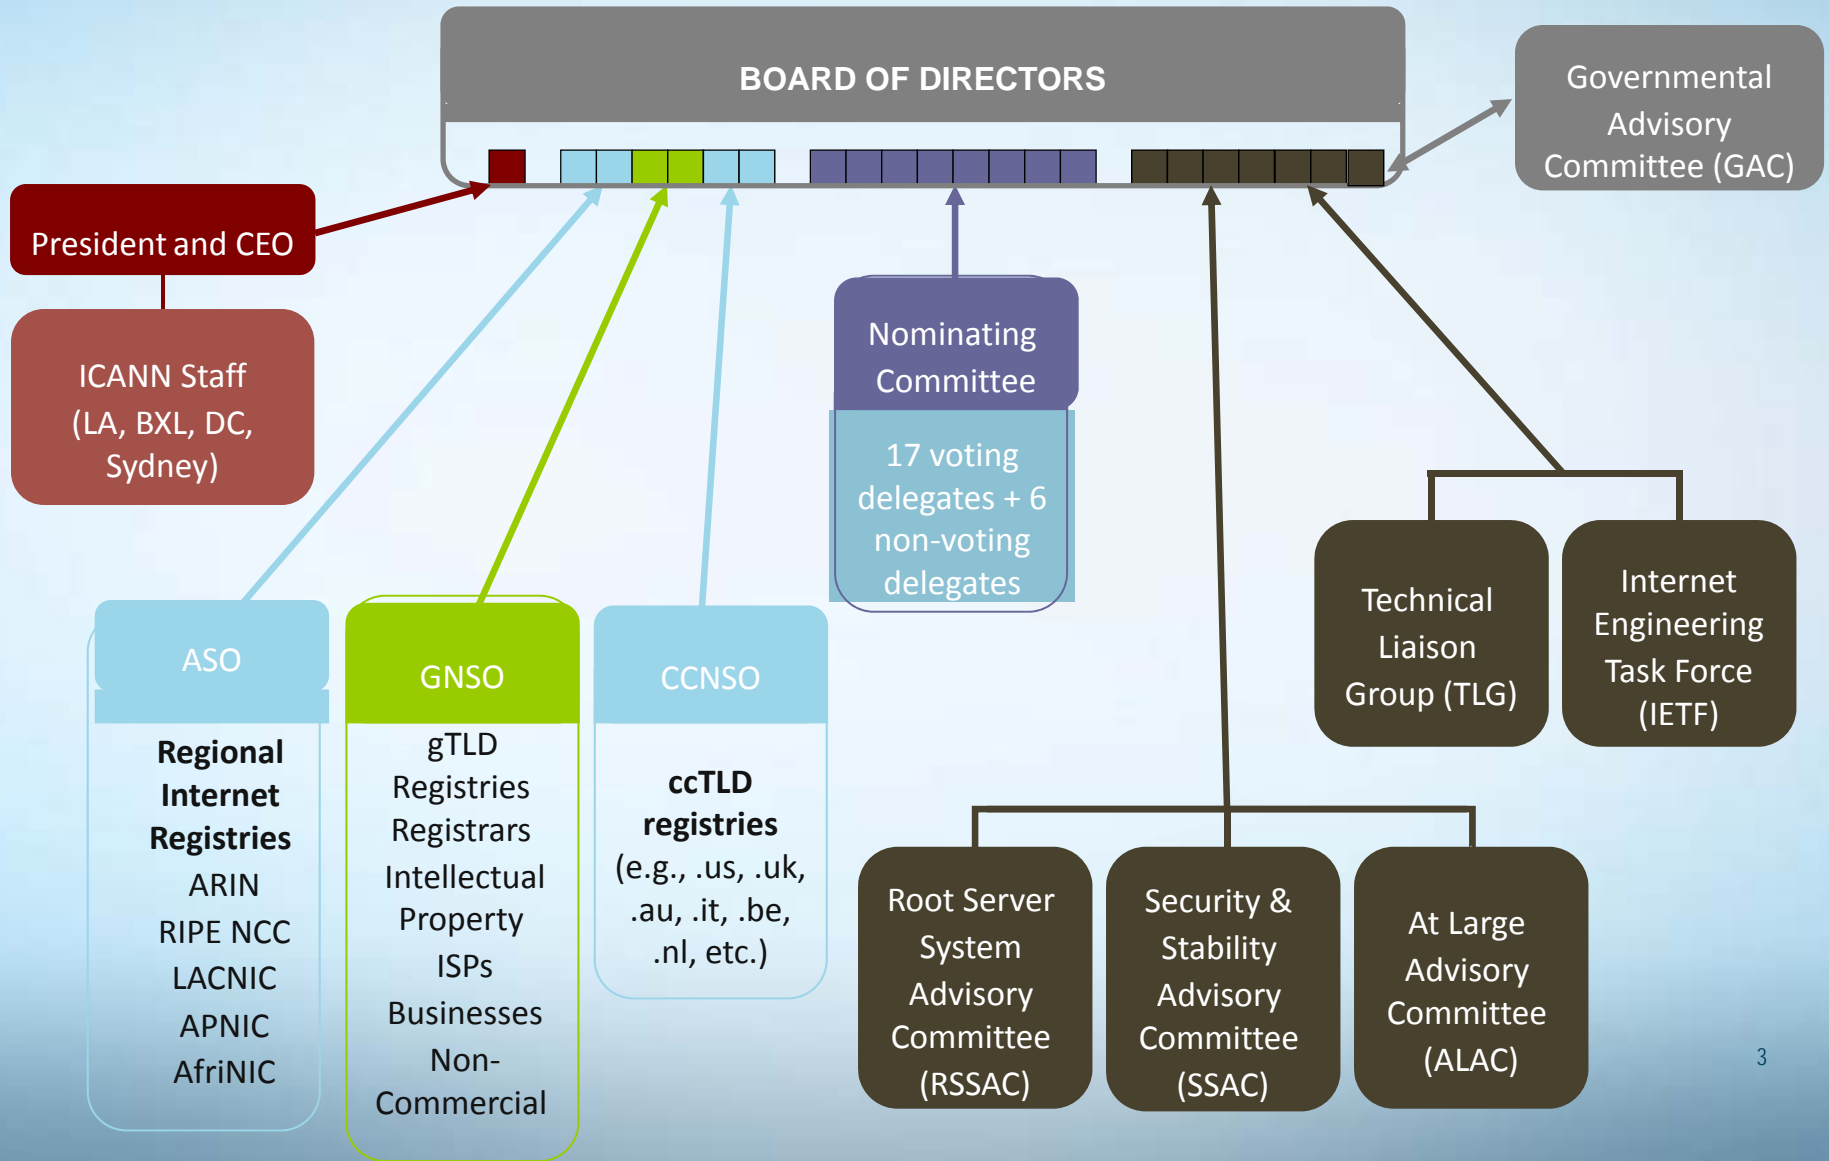 BOARD OF DIRECTORS
Governmental
Advisory
Committee (GAC)
President and CEO
ICANN Staff
(LA, BXL, DC,
Sydney)
Nominating
Committee
17 voting
delegates + 6
non-voting
delegates
ASO
Regional
Internet
Registries
ARIN
RIPE NCC
LACNIC
APNIC
AfriNIC
GNSO
gTLD
Registries
Registrars
Intellectual
Property
ISPs
Businesses
Non-
Commercial
CCNSO
ccTLD
registries
(e.g., .us, .uk,
.au, .it, .be,
.nl, etc.)
Technical
Liaison
Group (TLG)
Internet
Engineering
Task Force
(IETF)
Root Server
System
Advisory
Committee
(RSSAC)
Security &
Stability
Advisory
Committee
(SSAC)
At Large
Advisory
Committee
(ALAC)
3